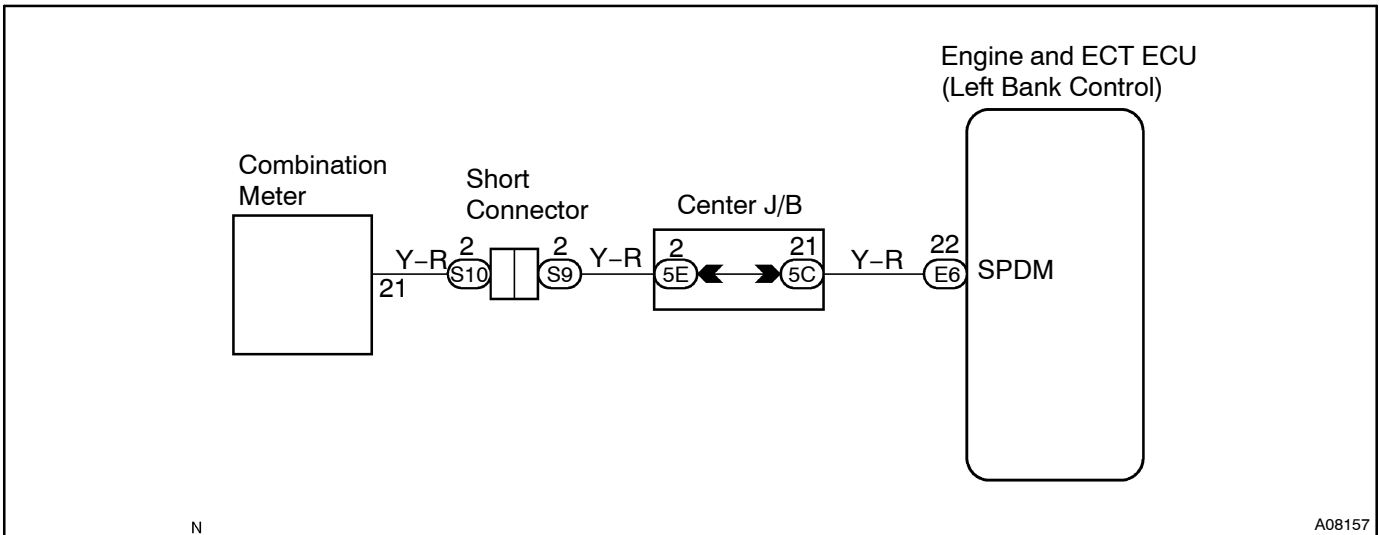 Engine and ECT ECU
(Left Bank Control)
Combination
Meter
Short
Connector
Center J/B
Y−R
21
2
S10
2
S9
Y−R
2
5E
21
5C
Y−R
22
E6
SPDM
N
A08157